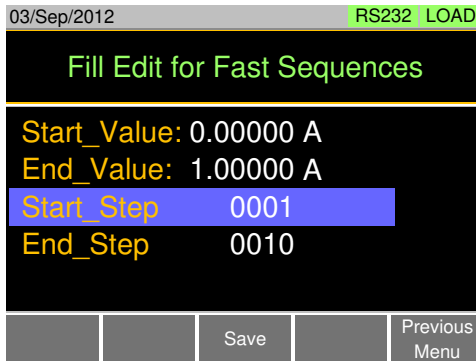 03/Sep/2012 RS232 LOAD
Fill Edit for Fast Sequences
Start_Value: 0.00000 A
End_Value: 1.00000 A
Start_Step 0001
End_Step 0010
Save
Previous
Menu